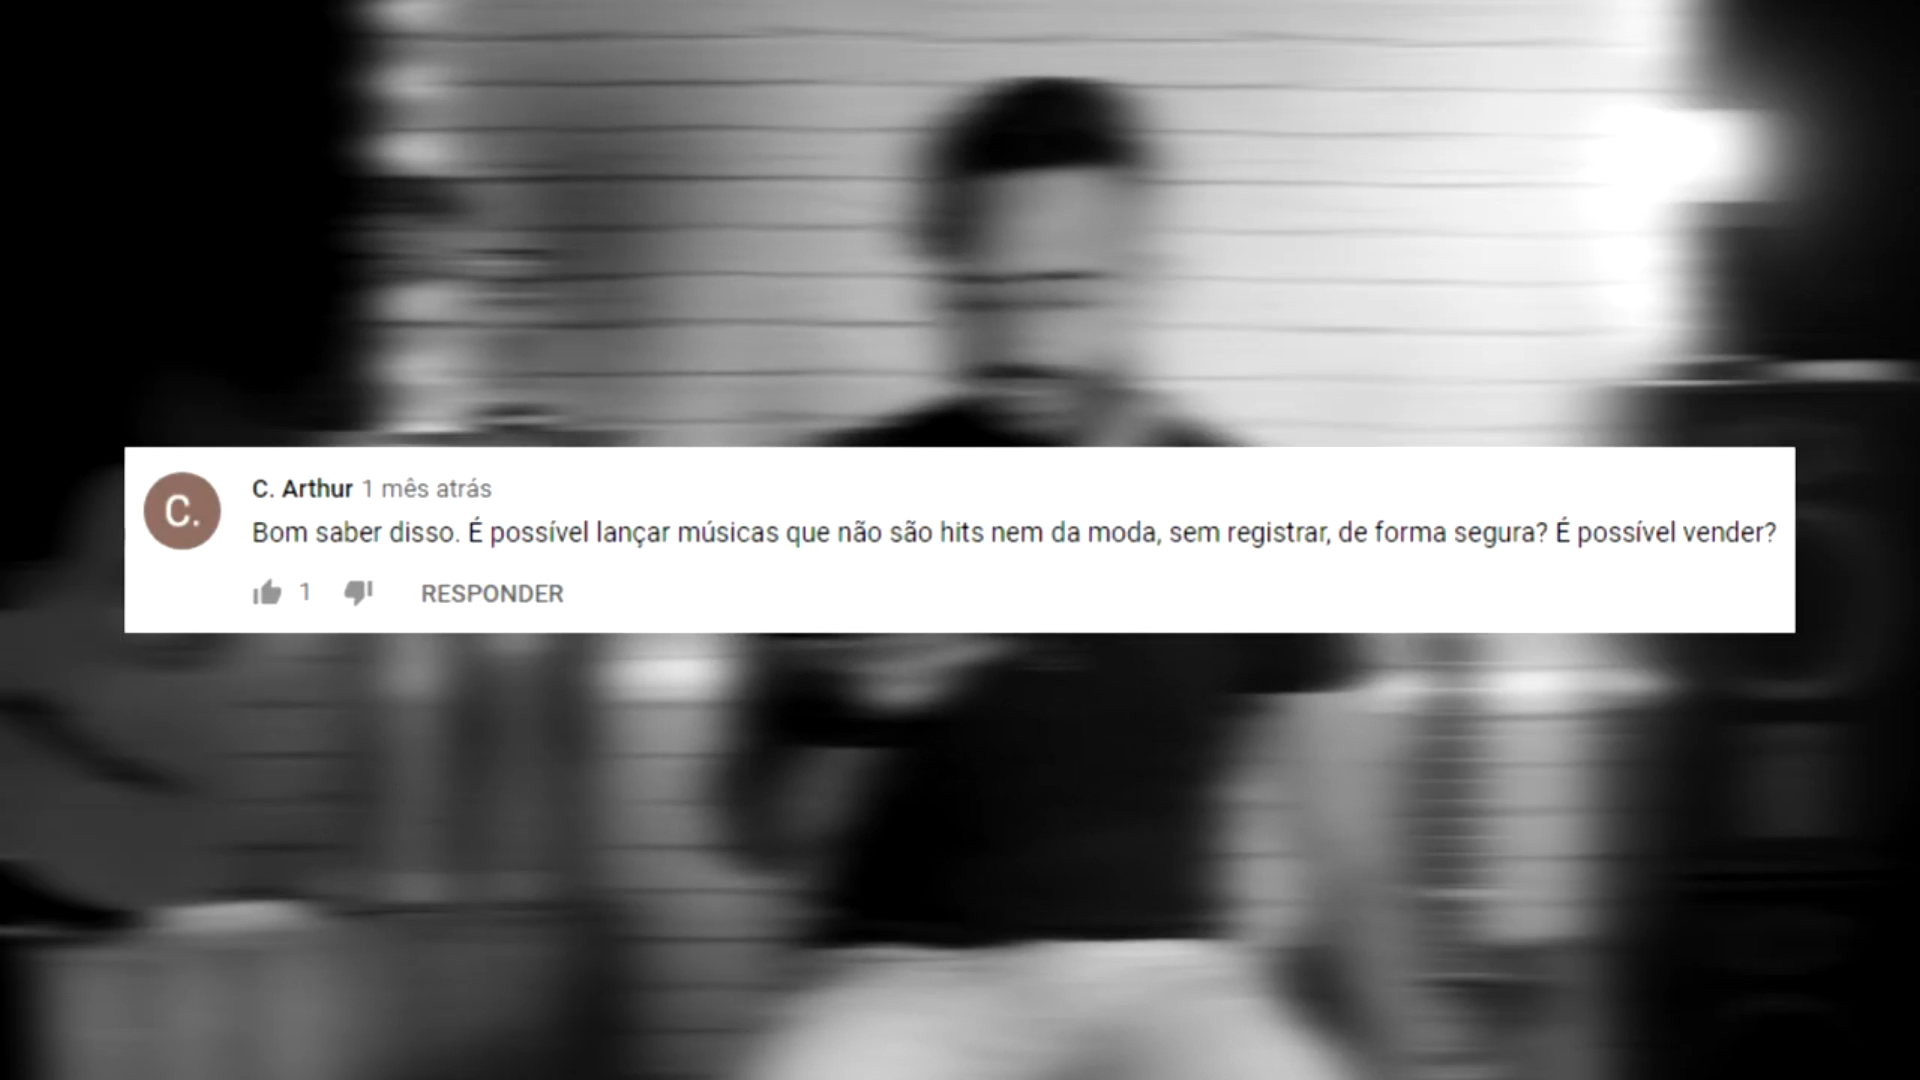 C. Arthur 1 mês atrás
C.
Bom saber disso. É possível lançar músicas que não são hits nem da moda, sem registrar, de forma segura? É possível vender?
1 RESPONDER